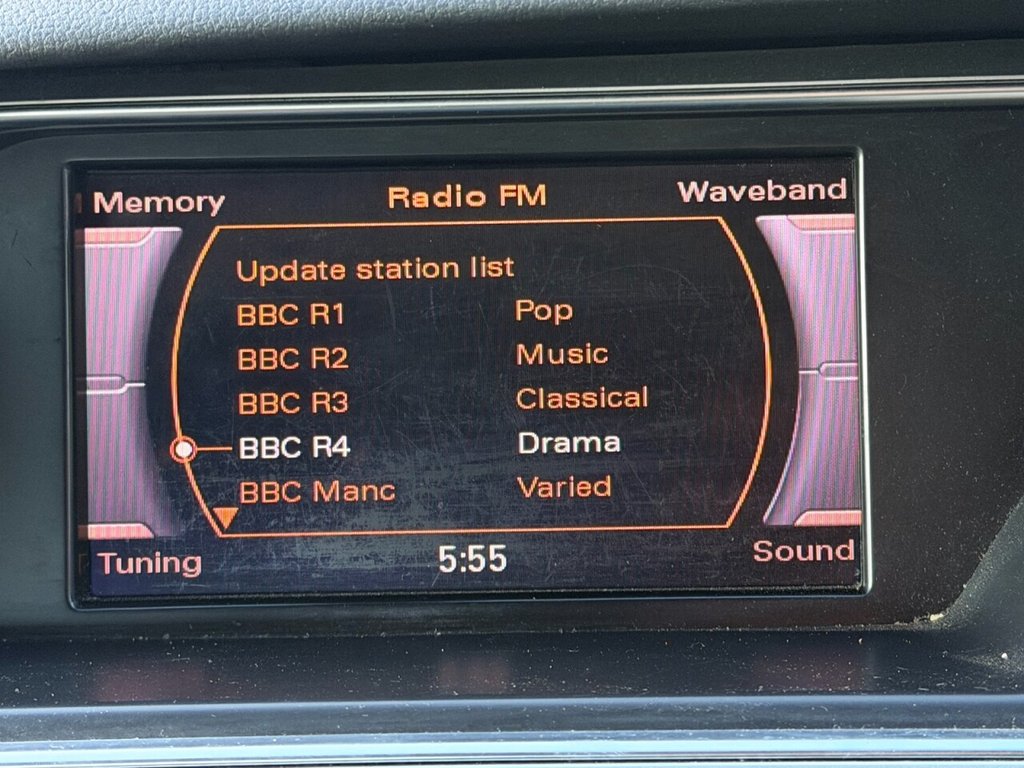 Memory Radio FM Waveband
Update station list
BBC R1 Pop
BBC R2 Music
BBC R3 Classical
BBC R4 Drama
BBC Manc Varied
Tuning 5:55 Sound